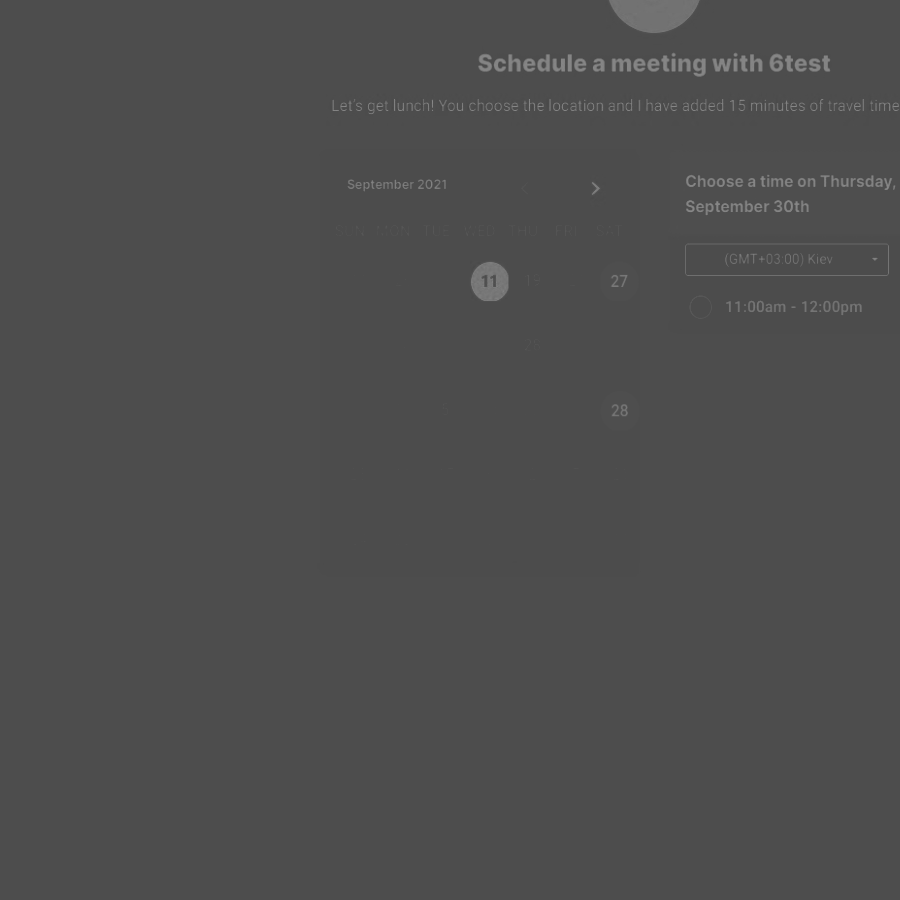 Schedule a meeting with 6test
Let's get lunch! You choose the location and I have added 15 minutes of travel time
September 2021
SUN MON TUE WED THU FRI SAT
11 27
28
Choose a time on Thursday,
September 30th
(GMT+03:00) Kiev
11:00am - 12:00pm